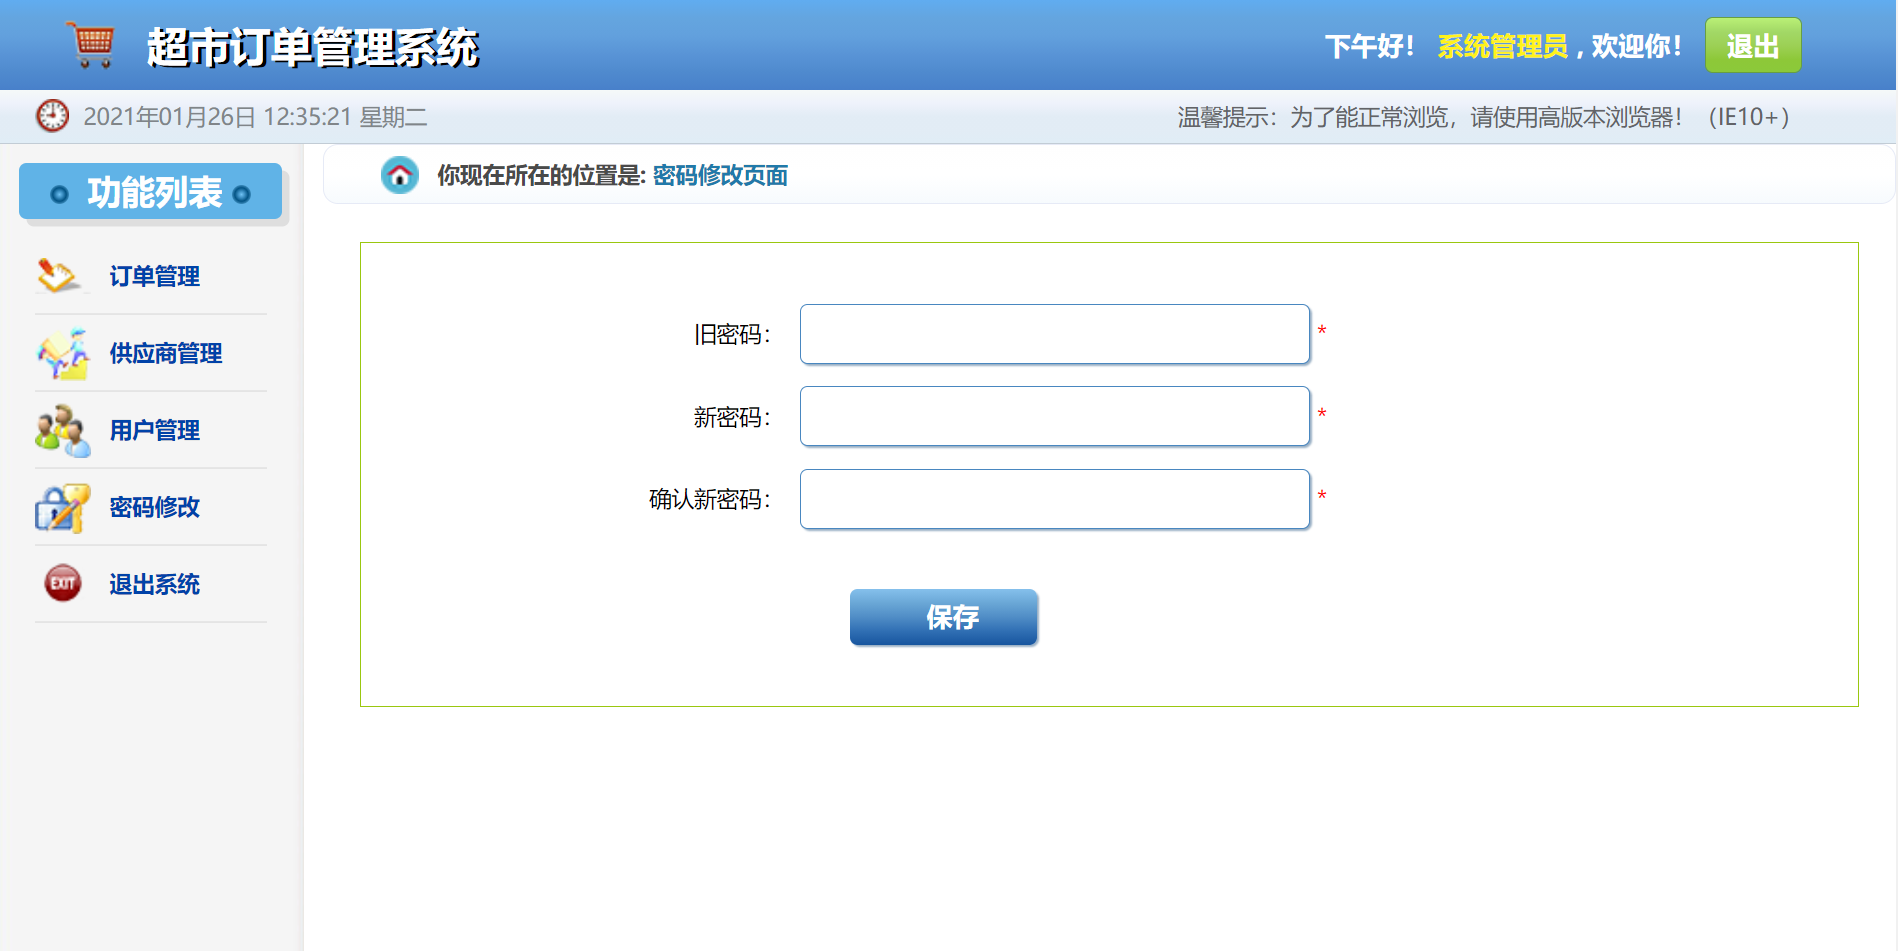 超市订单管理系统
下午好！ 系统管理员 , 欢迎你！
退出
2021年01月26日 12:35:21 星期二
温馨提示：为了能正常浏览，请使用高版本浏览器！（IE10+）
功能列表
你现在所在的位置是: 密码修改页面
订单管理
供应商管理
用户管理
密码修改
EXIT 退出系统
旧密码： *
新密码： *
确认新密码： *
保存